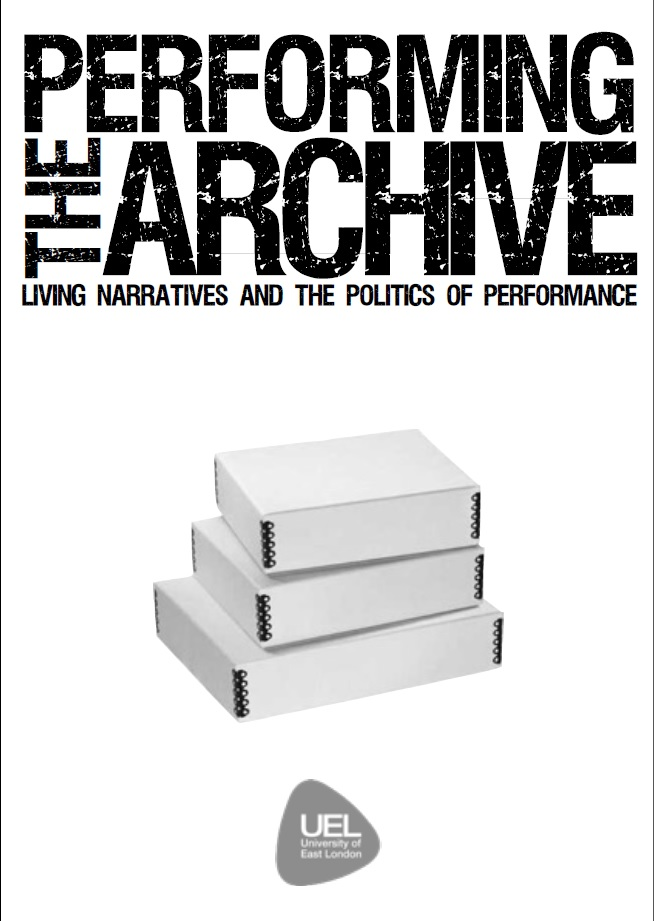 PERFORMING
THE ARCHIVE
LIVING NARRATIVES AND THE POLITICS OF PERFORMANCE
UEL
University of
East London